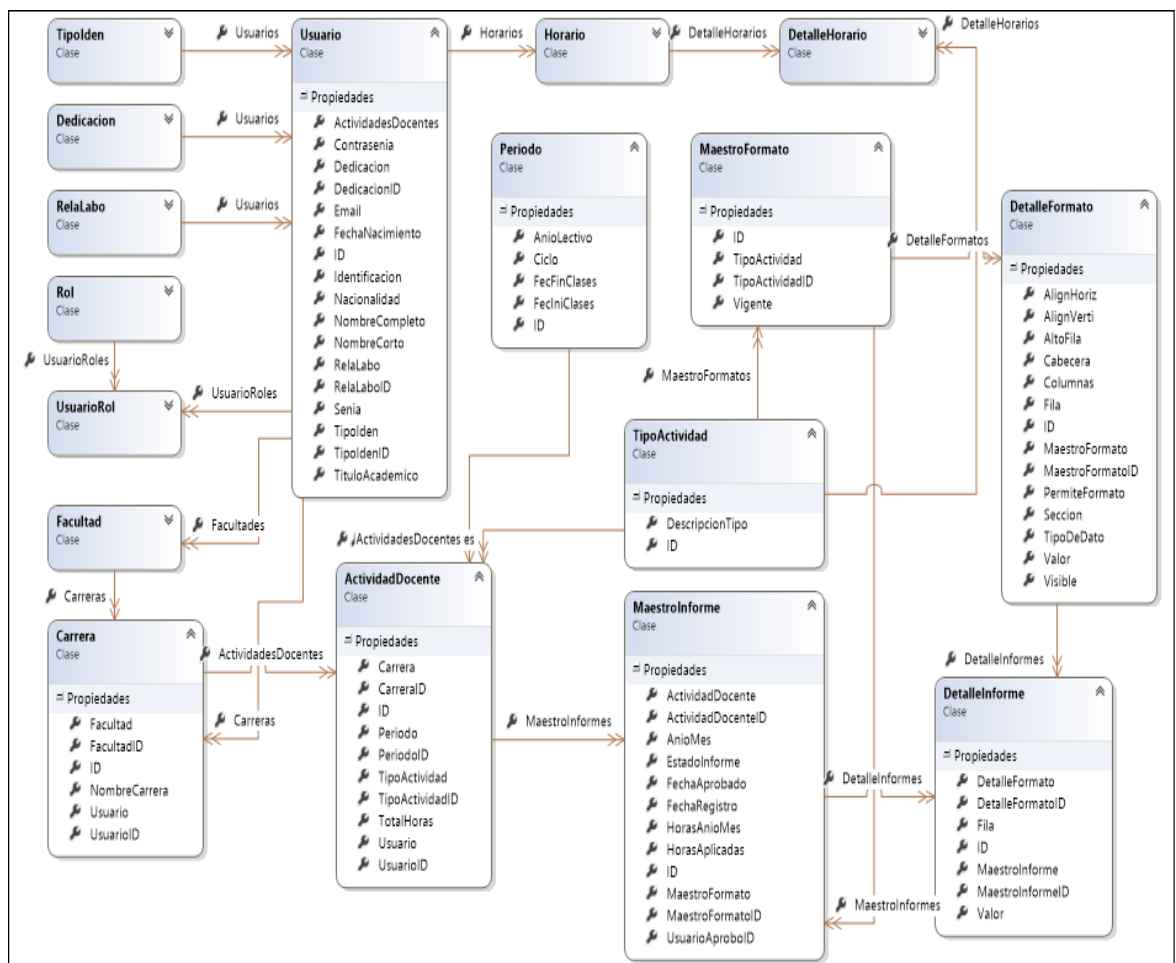 TipoIden
Clase
Usuarios
Usuario
Clase
Propiedades
ActividadesDocentes
Contrasenia
Dedicacion
DedicacionID
Email
FechaNacimiento
ID
Identificacion
Nacionalidad
NombreCompleto
NombreCorto
RelaLabo
RelaLaboID
Senia
TipoIden
TipoIdenID
TituloAcademico
Horarios
Horario
Clase
DetalleHorarios
DetalleHorario
Clase
DetalleHorarios
Dedicacion
Clase
Usuarios
RelaLabo
Clase
Usuarios
Rol
Clase
UsuarioRoles
UsuarioRol
Clase
UsuarioRoles
Periodo
Clase
Propiedades
AnioLectivo
Ciclo
FecFinClases
FecIniClases
ID
MaestroFormato
Clase
Propiedades
ID
TipoActividad
TipoActividadID
Vigente
DetalleFormatos
DetalleFormato
Clase
Propiedades
AlignHoriz
AlignVerti
AltoFila
Cabecera
Columnas
Fila
ID
MaestroFormato
MaestroFormatoID
PermiteFormato
Seccion
TipoDeDato
Valor
Visible
MaestroFormatos
TipoActividad
Clase
Propiedades
DescripcionTipo
ID
Facultad
Clase
Facultades
Carreras
Carrera
Clase
Propiedades
Facultad
FacultadID
ID
NombreCarrera
Usuario
UsuarioID
ActividadesDocentes
Carreras
ActividadesDocentes es
ActividadDocente
Clase
Propiedades
Carrera
CarreraID
ID
Periodo
PeriodoID
TipoActividad
TipoActividadID
TotalHoras
Usuario
UsuarioID
MaestroInformes
MaestroInforme
Clase
Propiedades
ActividadDocente
ActividadDocenteID
AnioMes
EstadoInforme
FechaAprobado
FechaRegistro
HorasAnioMes
HorasAplicadas
ID
MaestroFormato
MaestroFormatoID
UsuarioAproboID
DetalleInformes
MaestroInformes
DetalleInformes
DetalleInforme
Clase
Propiedades
DetalleFormato
DetalleFormatoID
Fila
ID
MaestroInforme
MaestroInformeID
Valor